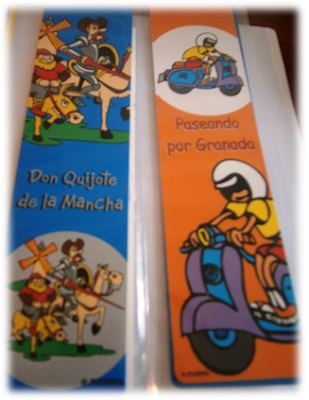 Don Quijote
de la Mancha
Paseando
por Granada